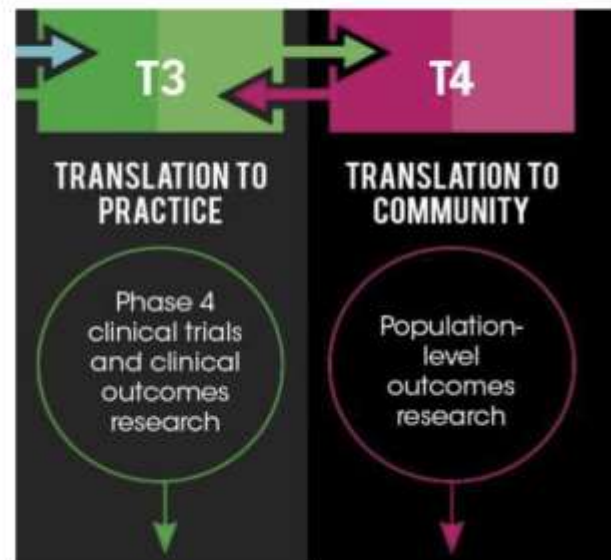 T3
TRANSLATION TO
PRACTICE
Phase 4
clinical trials
and clinical
outcomes
research
T4
TRANSLATION TO
COMMUNITY
Population-
level
outcomes
research